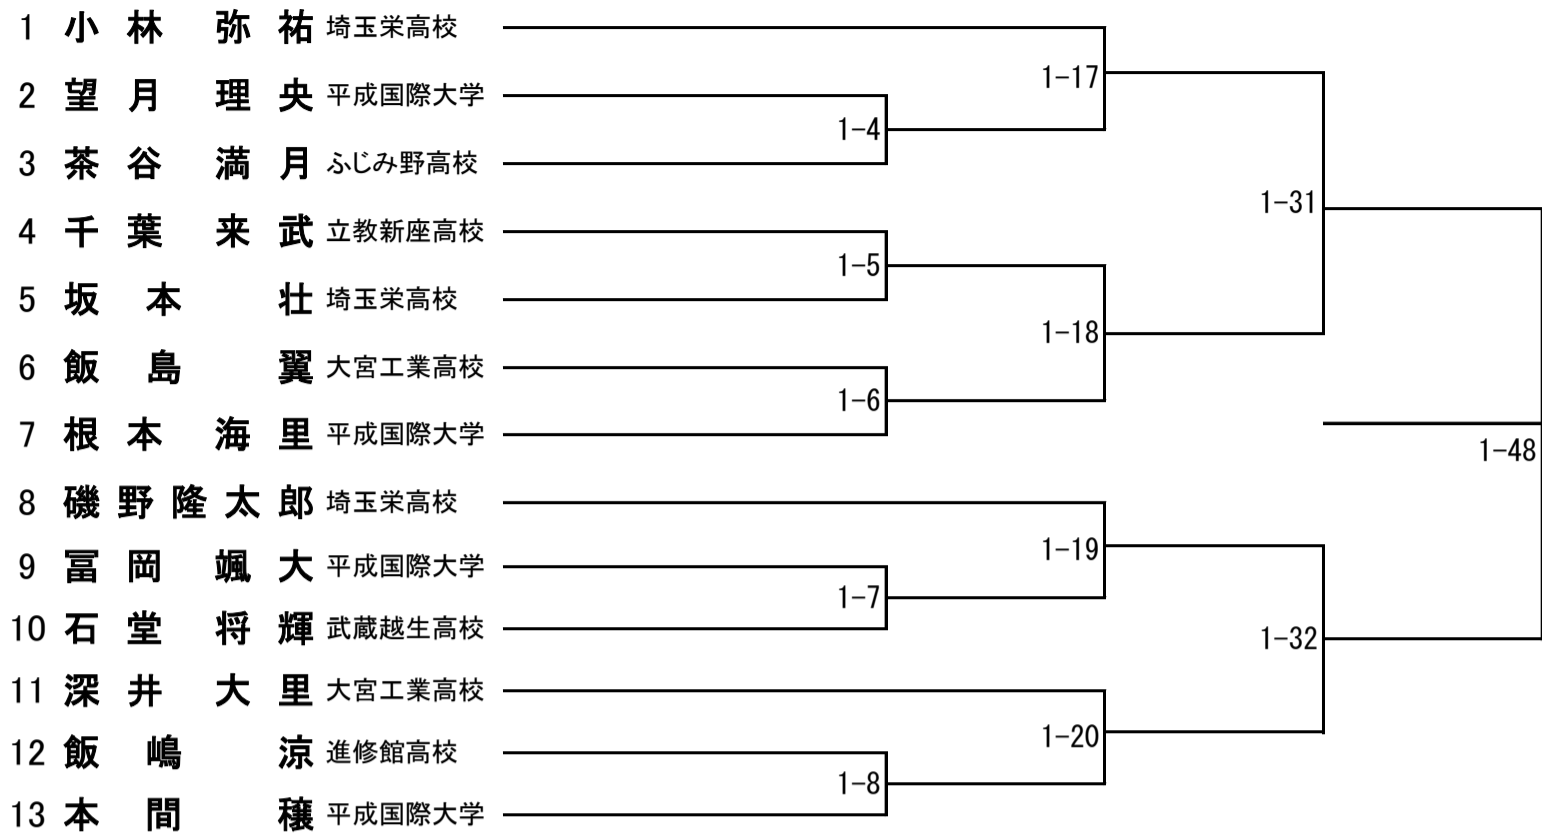 1 小林 弥祐 埼玉栄高校
1-17
2 望月 理央 平成国際大学
1-4
3 茶谷 満月 ふじみ野高校
1-31
4 千葉 来武 立教新座高校
1-5
5 坂本 壮 埼玉栄高校
1-18
6 飯島 翼 大宮工業高校
1-6
7 根本 海里 平成国際大学
1-48
8 磯野隆太郎 埼玉栄高校
1-19
9 冨岡 颯大 平成国際大学
1-7
10 石堂 将輝 武蔵越生高校
1-32
11 深井 大里 大宮工業高校
1-20
12 飯嶋 涼 進修館高校
1-8
13 本間 穣 平成国際大学